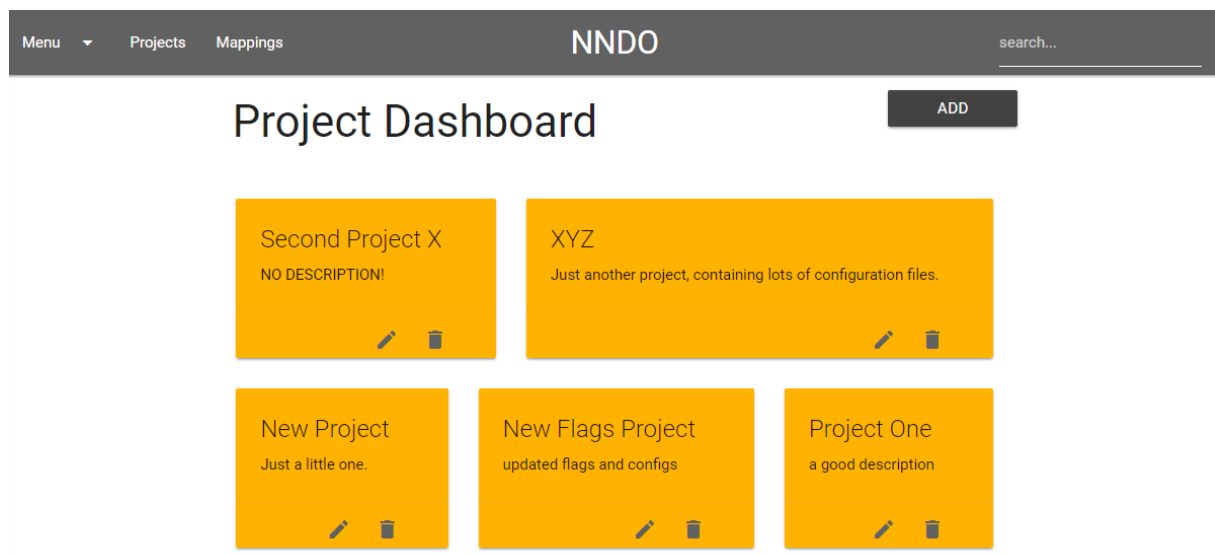 Menu Projects Mappings NNDO search...
Project Dashboard ADD
Second Project X
NO DESCRIPTION!
XYZ
Just another project, containing lots of configuration files.
New Project
Just a little one.
New Flags Project
updated flags and configs
Project One
a good description